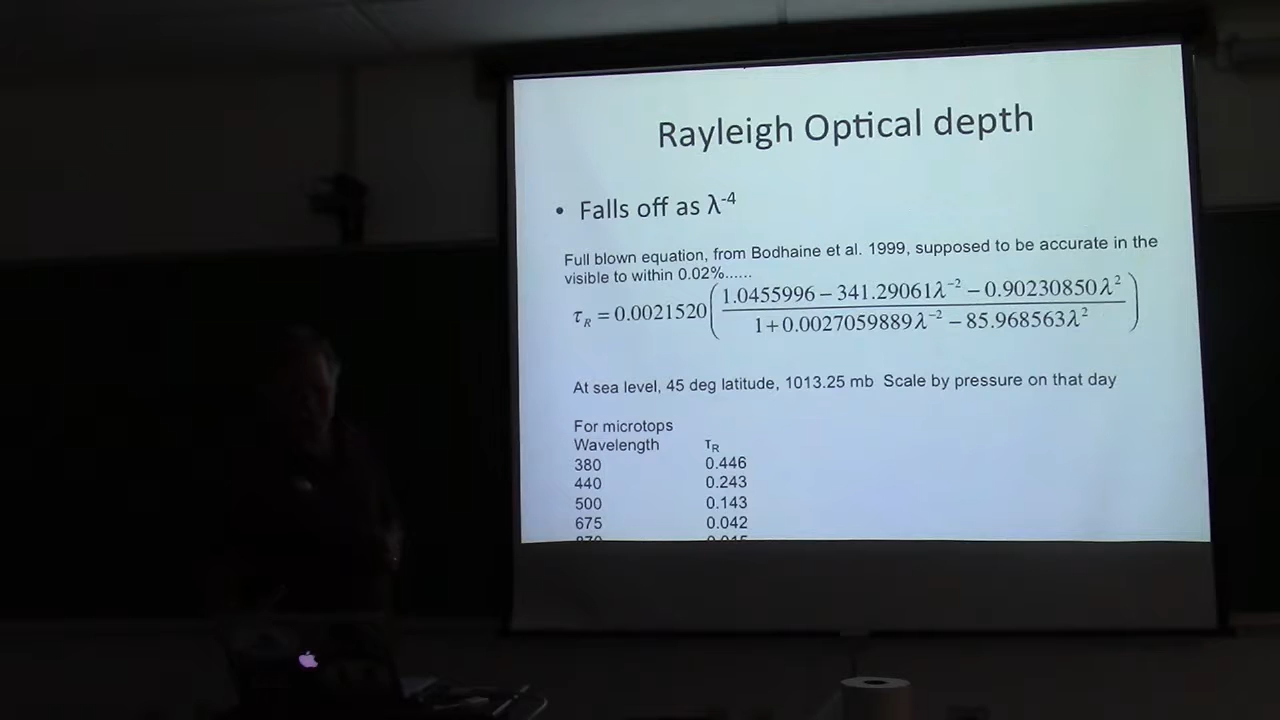 Rayleigh Optical depth
• Falls off as λ⁻⁴
Full blown equation, from Bodhaine et al. 1999, supposed to be accurate in the
visible to within 0.02%......
τ_R = 0.0021520 ( (1.0455996 − 341.29061λ⁻² − 0.90230850λ²) / (1+0.0027059889λ⁻² − 85.968563λ²) )
At sea level, 45 deg latitude, 1013.25 mb Scale by pressure on that day
For microtops
Wavelength τ_R
380 0.446
440 0.243
500 0.143
675 0.042